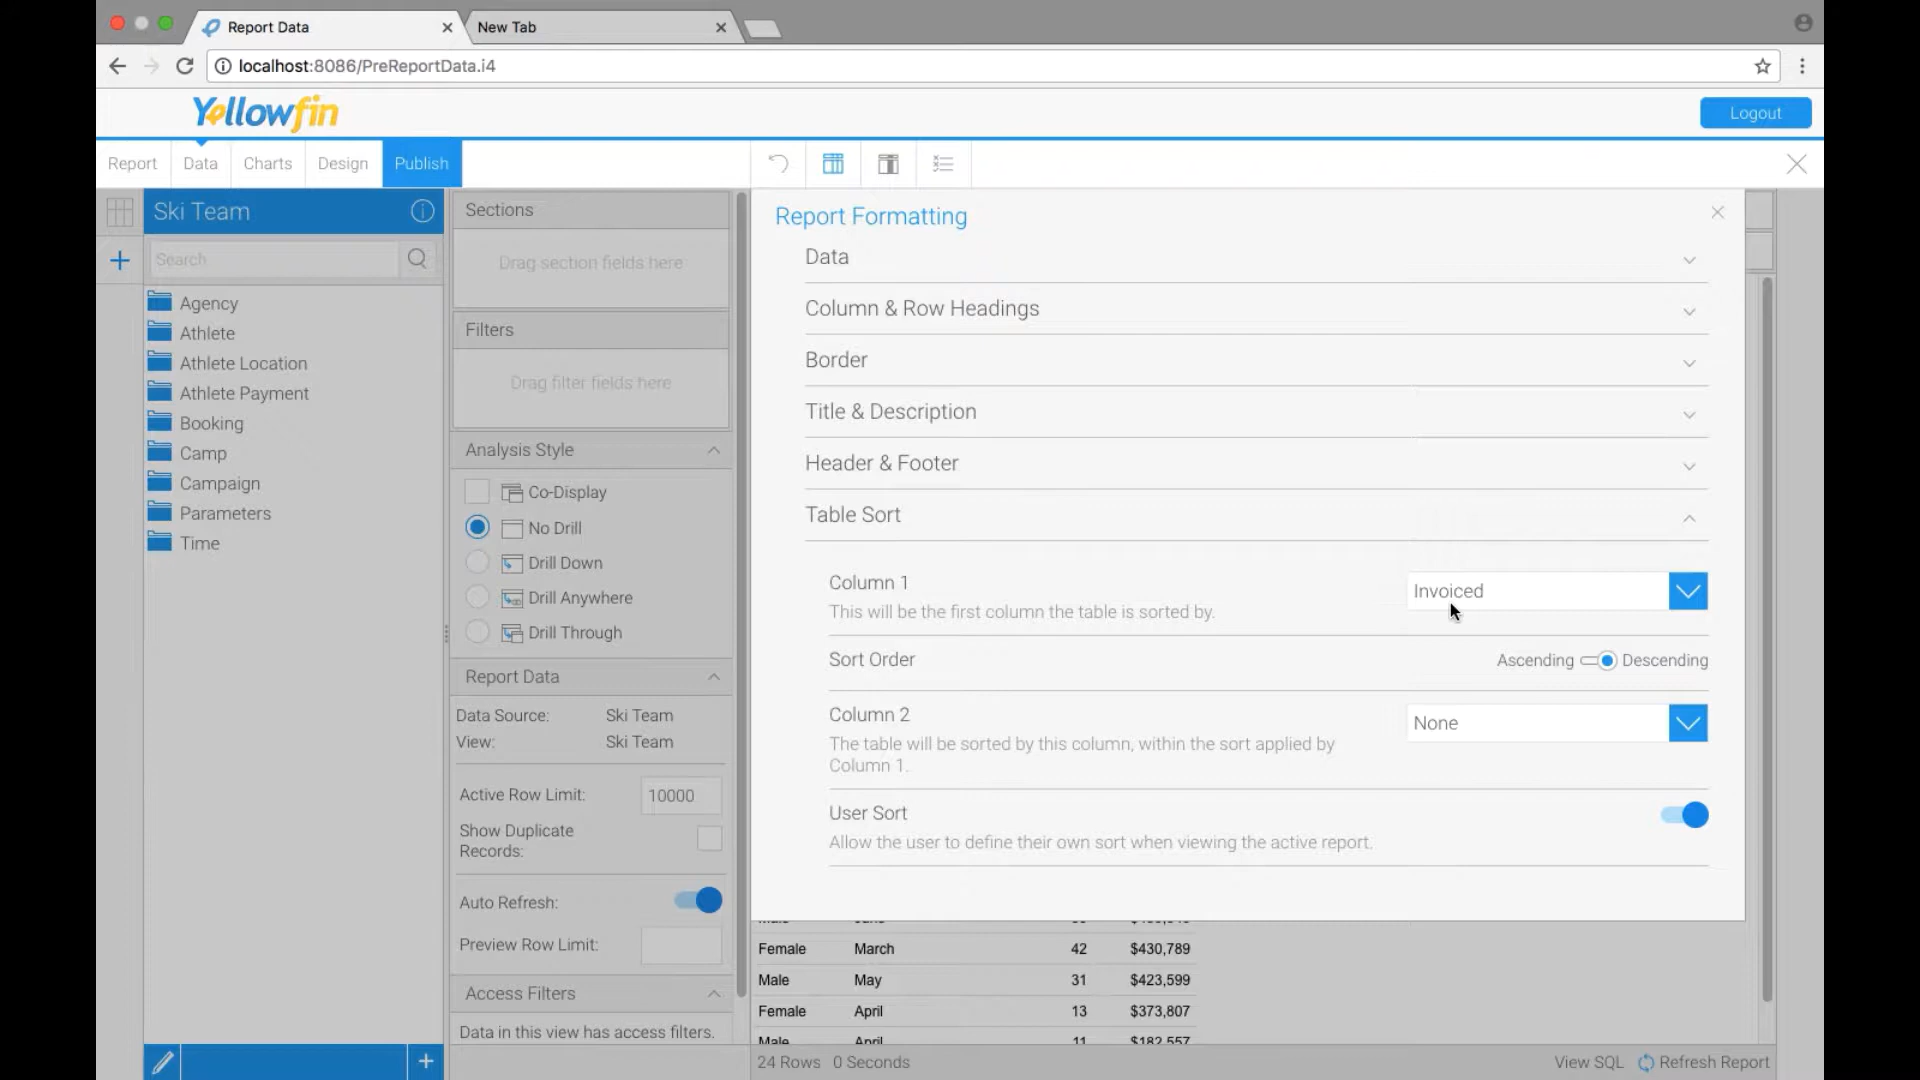 Report Data
New Tab
localhost:8086/PreReportData.i4
Yellowfin
Logout
Report
Data
Charts
Design
Publish
Ski Team
Search
Agency
Athlete
Athlete Location
Athlete Payment
Booking
Camp
Campaign
Parameters
Time
Sections
Drag section fields here
Filters
Drag filter fields here
Analysis Style
Co-Display
No Drill
Drill Down
Drill Anywhere
Drill Through
Report Data
Data Source: Ski Team
View: Ski Team
Active Row Limit: 10000
Show Duplicate
Records:
Auto Refresh:
Preview Row Limit:
Access Filters
Data in this view has access filters.
Report Formatting
Data
Column & Row Headings
Border
Title & Description
Header & Footer
Table Sort
Column 1
Invoiced
This will be the first column the table is sorted by.
Sort Order
Ascending Descending
Column 2
None
The table will be sorted by this column, within the sort applied by
Column 1.
User Sort
Allow the user to define their own sort when viewing the active report.
Female March 42 $430,789
Male May 31 $423,599
Female April 13 $373,807
Male April 11 $182,557
24 Rows 0 Seconds
View SQL
Refresh Report